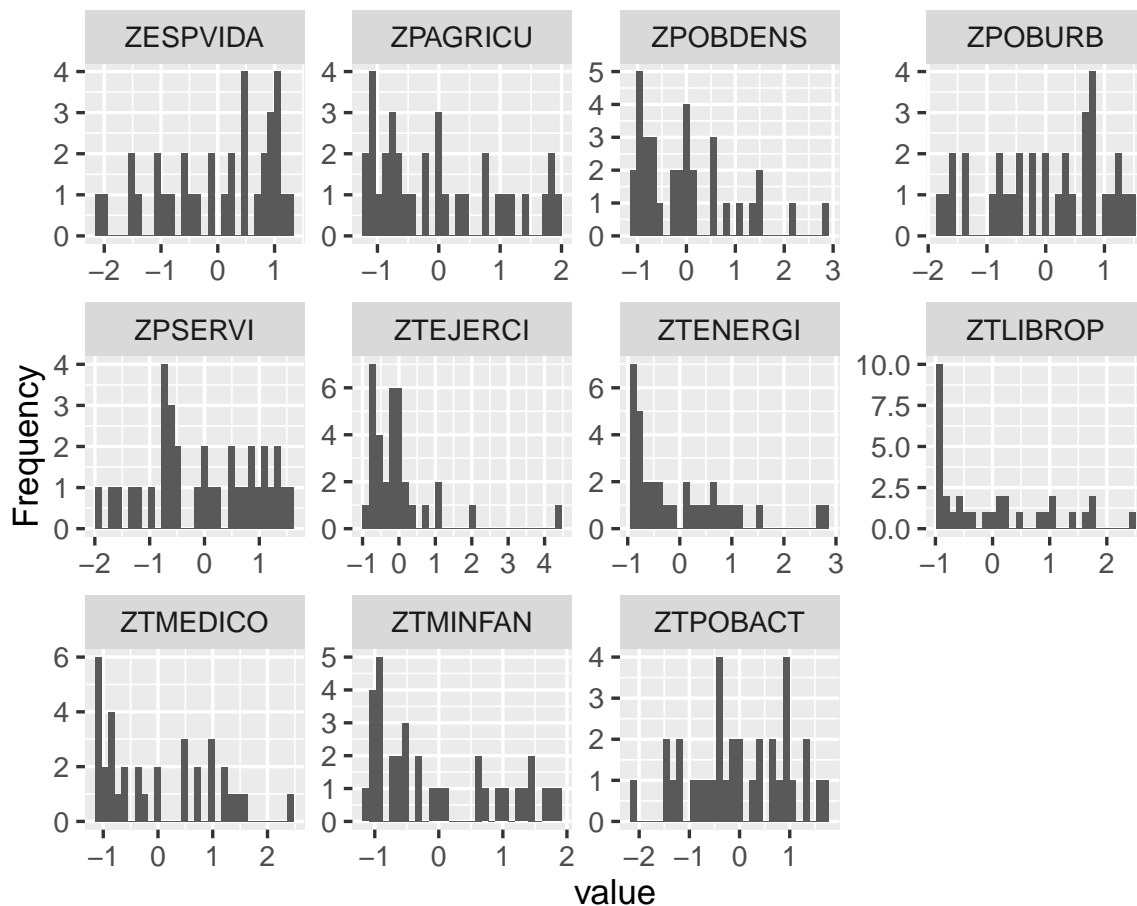 ZESPVIDA ZPAGRICU ZPOBDENS ZPOBURB
4 4 5 4
3 3 4 3
2 2 3 2
1 1 2 1
0 0 1 0
0
−2 −1 0 1 −1 0 1 2 −1 0 1 2 3 −2 −1 0 1
ZPSERVI ZTEJERCI ZTENERGI ZTLIBROP
4 6 6 10.0
3 4 4 7.5
2 2 2 5.0
1 0 0 2.5
0 0.0
−2 −1 0 1 −1 0 1 2 3 4 −1 0 1 2 3 −1 0 1 2
Frequency
ZTMEDICO ZTMINFAN ZTPOBACT
6 5 4
4 4 3
2 3 2
0 2 1
1 0
0
−1 0 1 2 −1 0 1 2 −2 −1 0 1
value